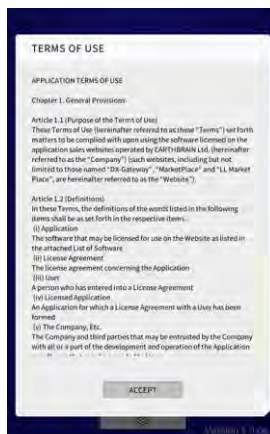 TERMS OF USE
APPLICATION TERMS OF USE
Chapter 1. General Provisions
Article 1.1 (Purpose of the Terms of Use)
These Terms of Use (hereinafter referred to as these "Terms") set forth
matters to be complied with upon using the software licensed on the
application sales websites operated by EARTHBRAIN Ltd. (hereinafter
referred to as the "Company") (such websites, including but not
limited to those named "DX-Gateway", "MarketPlace" and "LL Market
Place", are hereinafter referred to as the "Website").
Article 1.2 (Definitions)
In these Terms, the definitions of the words listed in the following
items shall be as set forth in the respective items.
(i) Application
The software that may be licensed for use on the Website as listed in
the attached List of Software
(ii) License Agreement
The license agreement concerning the Application
(iii) User
A person who has entered into a License Agreement
(iv) Licensed Application
An Application for which a License Agreement with a User has been
formed
(v) The Company, Etc.
The Company and third parties that may be entrusted by the Company
with all or a part of the development and operation of the Application
ACCEPT